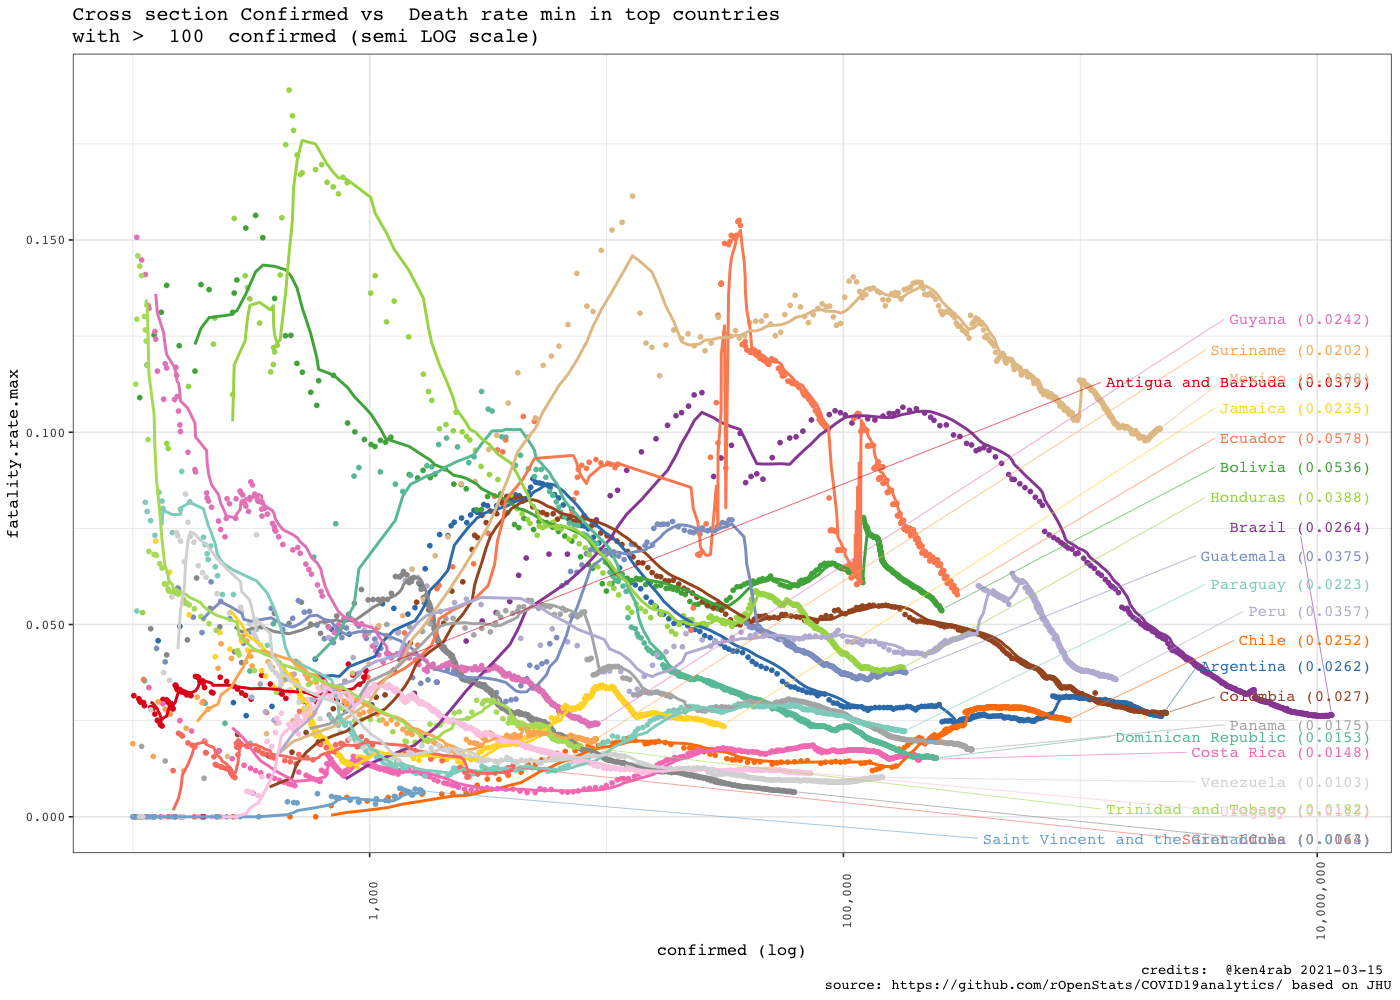 Cross section Confirmed vs  Death rate min in top countries
with >  100  confirmed (semi LOG scale)
fatality.rate.max
0.150
0.100
0.050
0.000
Guyana (0.0242)
Suriname (0.0202)
Antigua and Barbuda (0.0379)
Jamaica (0.0235)
Ecuador (0.0578)
Bolivia (0.0536)
Honduras (0.0388)
Brazil (0.0264)
Guatemala (0.0375)
Paraguay (0.0223)
Peru (0.0357)
Chile (0.0252)
Argentina (0.0262)
Colombia (0.027)
Panama (0.0175)
Dominican Republic (0.0153)
Costa Rica (0.0148)
Venezuela (0.0103)
Trinidad and Tobago (0.0182)
Saint Vincent and the Grenadines
1,000
100,000
10,000,000
confirmed (log)
credits:  @ken4rab 2021-03-15
source: https://github.com/rOpenStats/COVID19analytics/ based on JHU